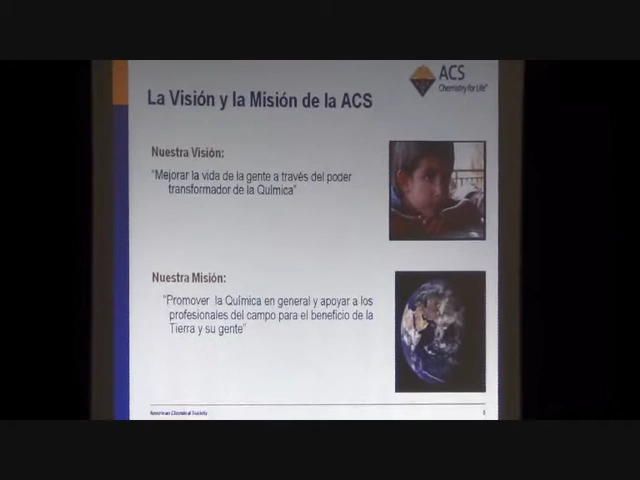 ACS
Chemistry for Life®
La Visión y la Misión de la ACS
Nuestra Visión:
“Mejorar la vida de la gente a través del poder
transformador de la Química”
Nuestra Misión:
“Promover la Química en general y apoyar a los
profesionales del campo para el beneficio de la
Tierra y su gente”
American Chemical Society